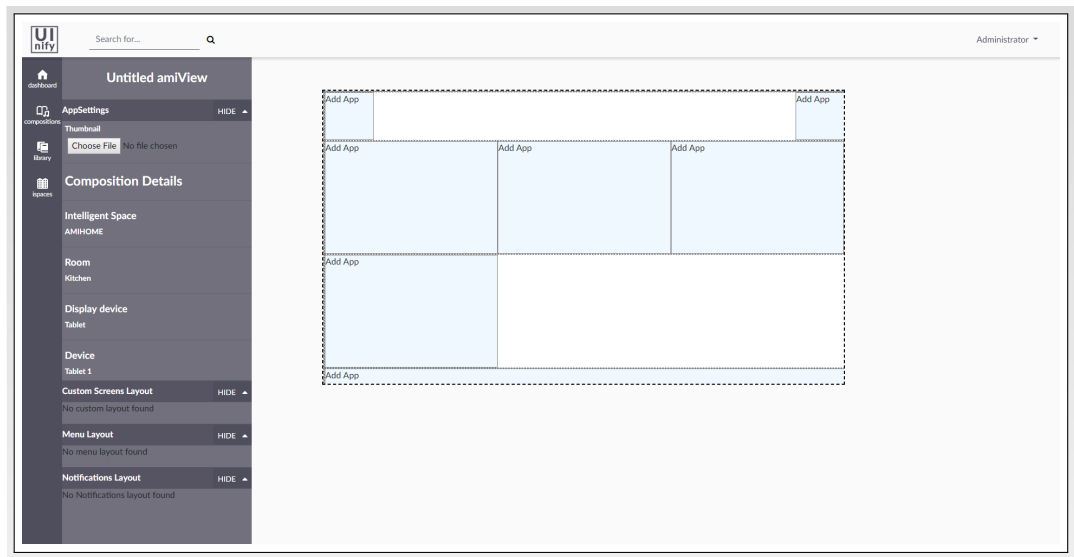 UI
nify
Search for...
Administrator
dashboard
compositions
library
ispaces
Untitled amiView
AppSettings HIDE
Thumbnail
Choose File No file chosen
Composition Details
Intelligent Space
AMIHOME
Room
Kitchen
Display device
Tablet
Device
Tablet 1
Custom Screens Layout HIDE
No custom layout found
Menu Layout HIDE
No menu layout found
Notifications Layout HIDE
No Notifications layout found
Add App Add App
Add App Add App Add App
Add App
Add App